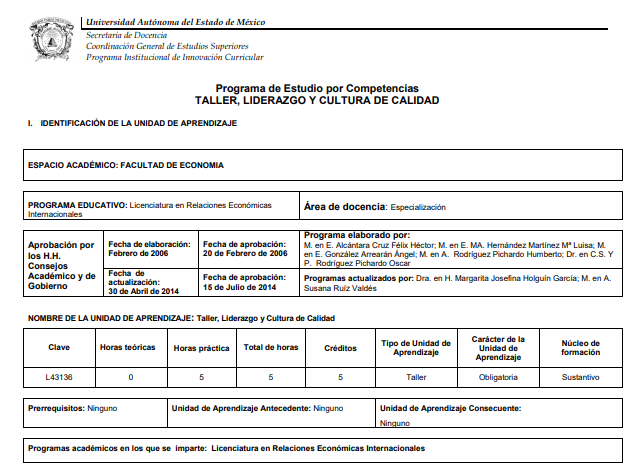 Universidad Autónoma del Estado de México
Secretaría de Docencia
Coordinación General de Estudios Superiores
Programa Institucional de Innovación Curricular
Programa de Estudio por Competencias
TALLER, LIDERAZGO Y CULTURA DE CALIDAD
I. IDENTIFICACIÓN DE LA UNIDAD DE APRENDIZAJE
ESPACIO ACADÉMICO: FACULTAD DE ECONOMIA
PROGRAMA EDUCATIVO: Licenciatura en Relaciones Económicas
Internacionales
Área de docencia: Especialización
Aprobación por
los H.H.
Consejos
Académico y de
Gobierno
Fecha de elaboración:
Febrero de 2006
Fecha de aprobación:
20 de Febrero de 2006
Programa elaborado por:
M. en E. Alcántara Cruz Félix Héctor; M. en E. MA. Hernández Martínez Mª Luisa; M.
en E. González Arrearán Ángel; M. en A. Rodríguez Pichardo Humberto; Dr. en C.S. Y
P. Rodríguez Pichardo Oscar
Fecha de
actualización:
30 de Abril de 2014
Fecha de aprobación:
15 de Julio de 2014
Programas actualizados por: Dra. en H. Margarita Josefina Holguín García; M. en A.
Susana Ruíz Valdés
NOMBRE DE LA UNIDAD DE APRENDIZAJE: Taller, Liderazgo y Cultura de Calidad
Clave
Horas teóricas
Horas práctica
Total de horas
Créditos
Tipo de Unidad de
Aprendizaje
Carácter de la
Unidad de
Aprendizaje
Núcleo de
formación
L43136
0
5
5
5
Taller
Obligatoria
Sustantivo
Prerrequisitos: Ninguno
Unidad de Aprendizaje Antecedente: Ninguno
Unidad de Aprendizaje Consecuente:
Ninguno
Programas académicos en los que se imparte: Licenciatura en Relaciones Económicas Internacionales